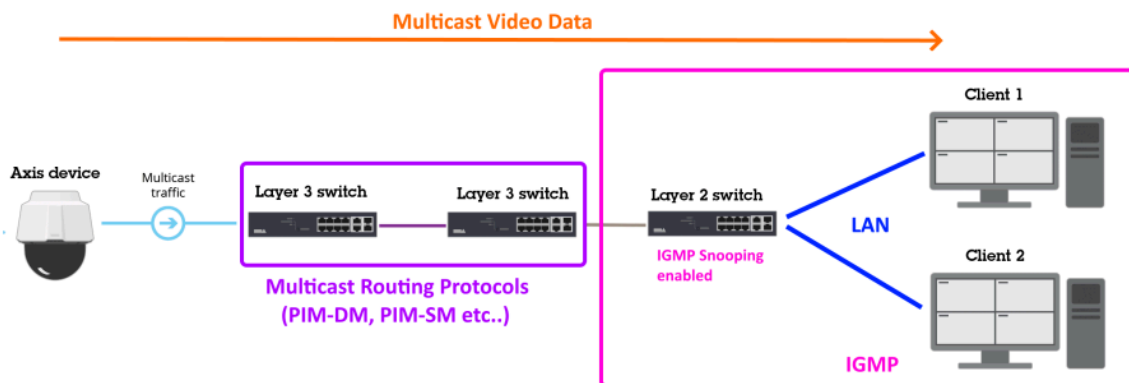 Multicast Video Data
Client 1
Axis device
Multicast
traffic
Layer 3 switch
Layer 3 switch
Layer 2 switch
LAN
IGMP Snooping
enabled
Multicast Routing Protocols
(PIM-DM, PIM-SM etc..)
Client 2
IGMP